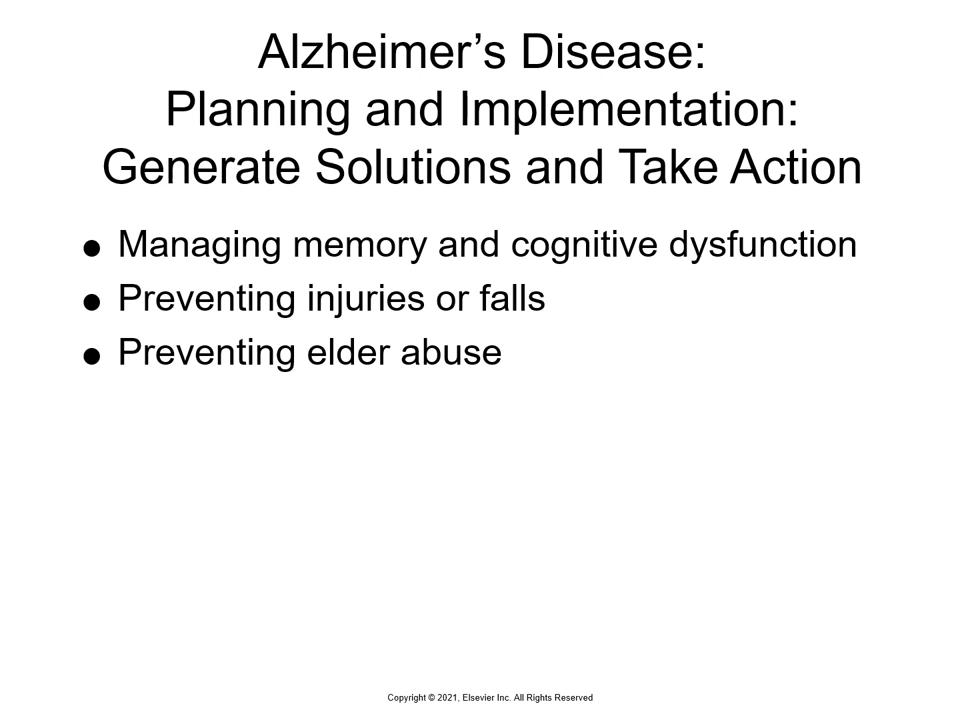 Alzheimer’s Disease:
Planning and Implementation:
Generate Solutions and Take Action
● Managing memory and cognitive dysfunction
● Preventing injuries or falls
● Preventing elder abuse
Copyright © 2021, Elsevier Inc. All Rights Reserved